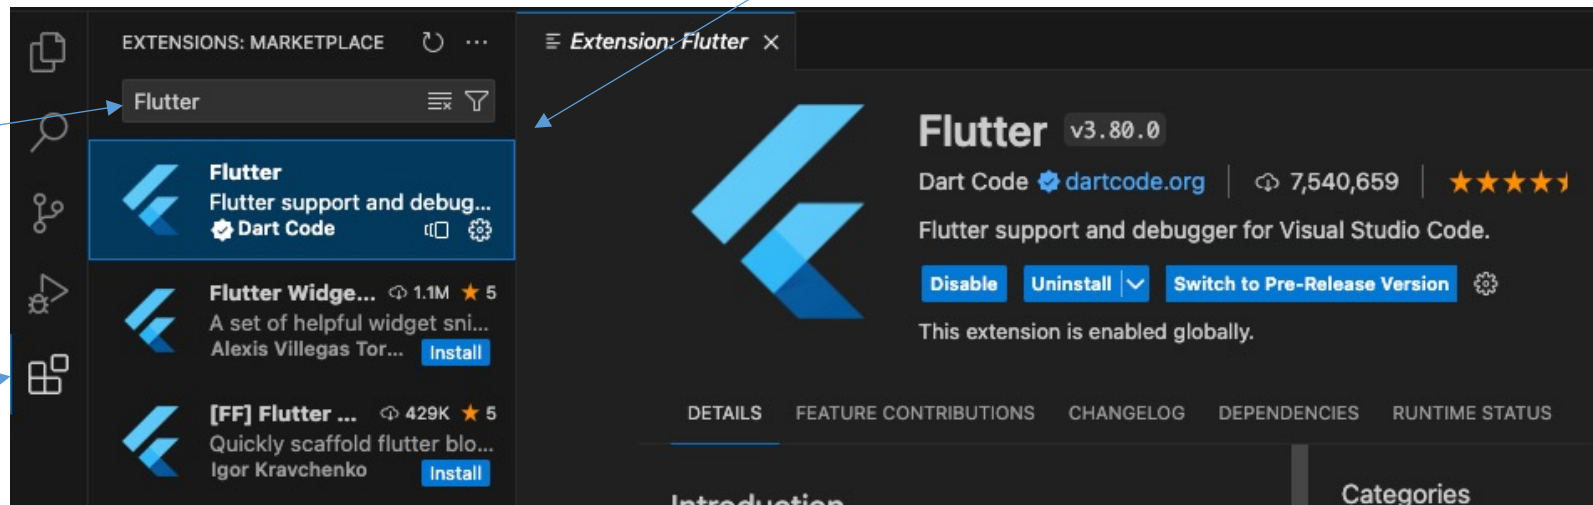 EXTENSIONS: MARKETPLACE
Flutter
Flutter
Flutter support and debug...
Dart Code
Flutter Widge... 1.1M 5
A set of helpful widget sni...
Alexis Villegas Tor... Install
[FF] Flutter ... 429K 5
Quickly scaffold flutter blo...
Igor Kravchenko Install
Extension: Flutter
Flutter v3.80.0
Dart Code dartcode.org 7,540,659
Flutter support and debugger for Visual Studio Code.
Disable Uninstall Switch to Pre-Release Version
This extension is enabled globally.
DETAILS FEATURE CONTRIBUTIONS CHANGELOG DEPENDENCIES RUNTIME STATUS
Introduction
Categories